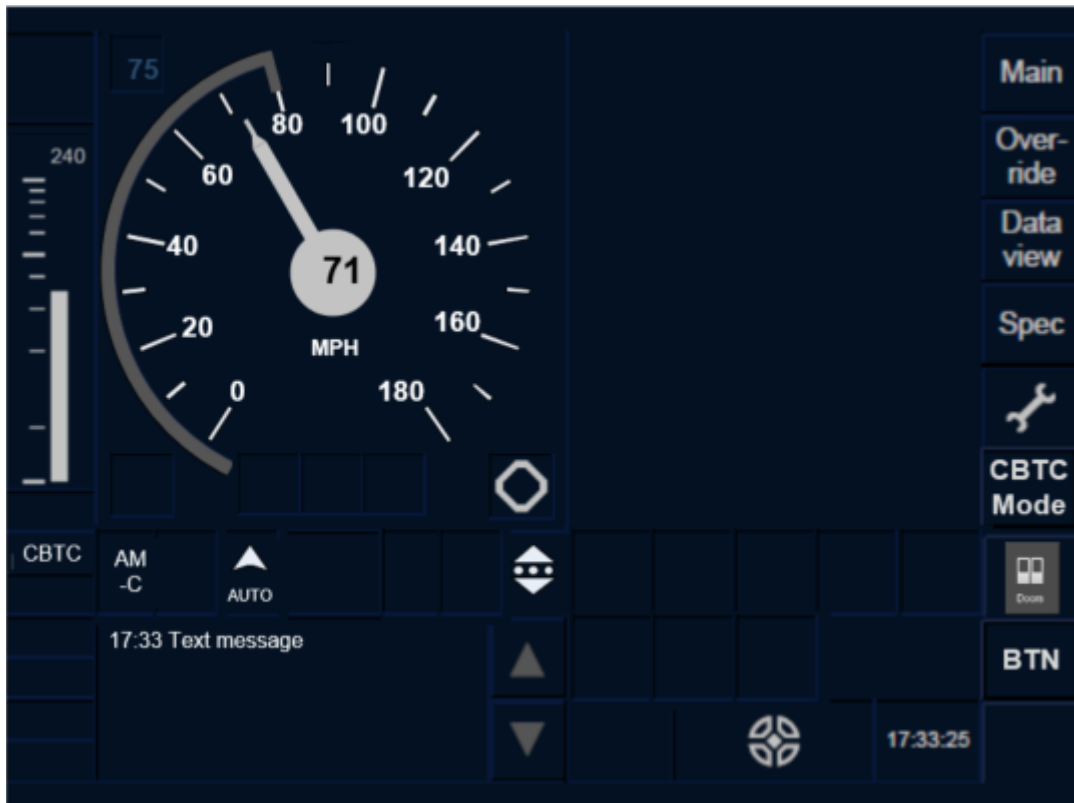 75
Main
80
100
Over-
ride
240
60
120
Data
view
40
140
71
Spec
20
160
MPH
0
180
CBTC
Mode
CBTC
AM
-C
AUTO
Doors
17:33 Text message
BTN
17:33:25